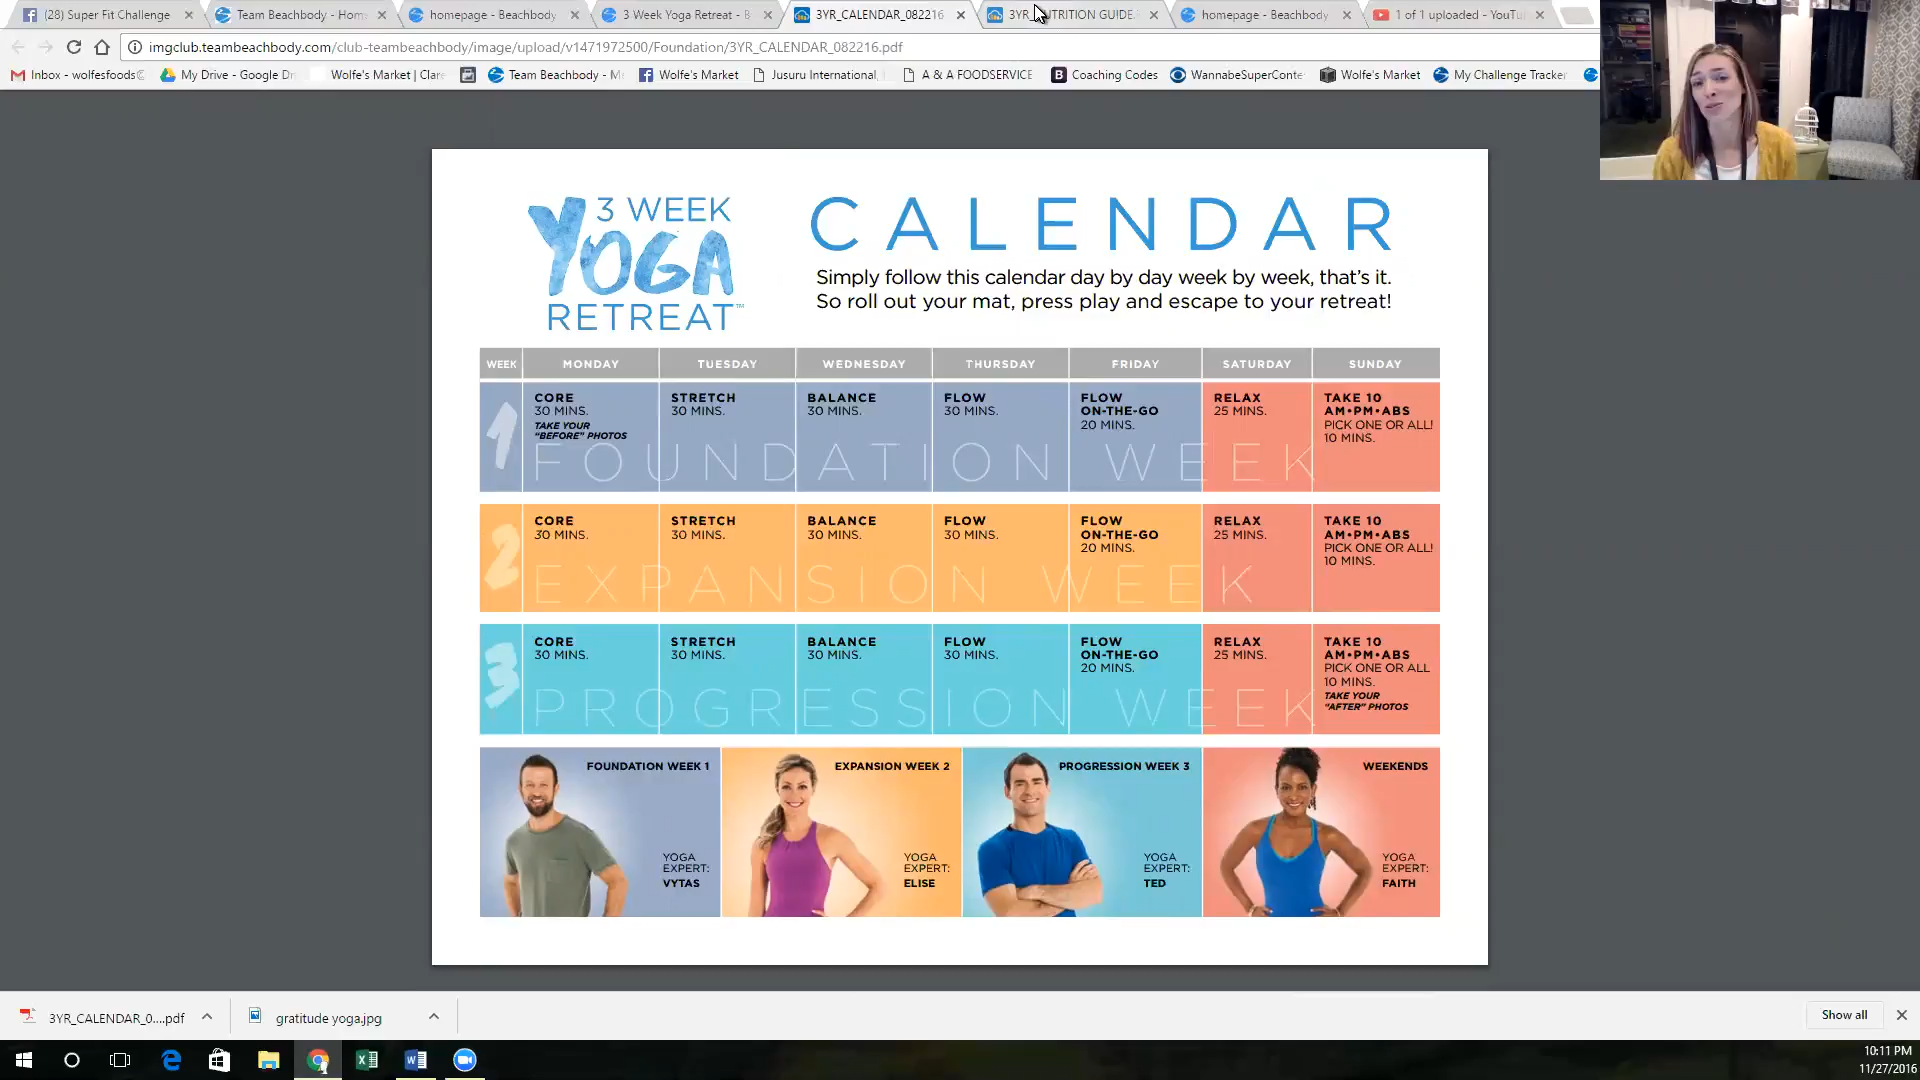 (28) Super Fit Challenge
Team Beachbody - Hom
homepage - Beachbody
3 Week Yoga Retreat - B
3YR_CALENDAR_082216
homepage - Beachbody
1 of 1 uploaded - YouTu
imgclub.teambeachbody.com/club-teambeachbody/image/upload/v1471972500/Foundation/3YR_CALENDAR_082216.pdf
Inbox - wolfesfoods
My Drive - Google Dr
Wolfe's Market | Clare
Team Beachbody - M
Wolfe's Market
Jusuru International,
A & A FOODSERVICE
Coaching Codes
WannabeSuperConte
Wolfe's Market
My Challenge Tracker
3 WEEK
YOGA
RETREAT™
CALENDAR
Simply follow this calendar day by day week by week, that's it.
So roll out your mat, press play and escape to your retreat!
WEEK MONDAY TUESDAY WEDNESDAY THURSDAY FRIDAY SATURDAY SUNDAY
1
CORE
30 MINS.
TAKE YOUR
"BEFORE" PHOTOS
STRETCH
30 MINS.
BALANCE
30 MINS.
FLOW
30 MINS.
FLOW
ON-THE-GO
20 MINS.
RELAX
25 MINS.
TAKE 10
AM•PM•ABS
PICK ONE OR ALL!
10 MINS.
FOUNDATION WEEK
2
CORE
30 MINS.
STRETCH
30 MINS.
BALANCE
30 MINS.
FLOW
30 MINS.
FLOW
ON-THE-GO
20 MINS.
RELAX
25 MINS.
TAKE 10
AM•PM•ABS
PICK ONE OR ALL!
10 MINS.
EXPANSION WEEK
3
CORE
30 MINS.
STRETCH
30 MINS.
BALANCE
30 MINS.
FLOW
30 MINS.
FLOW
ON-THE-GO
20 MINS.
RELAX
25 MINS.
TAKE 10
AM•PM•ABS
PICK ONE OR ALL
10 MINS.
TAKE YOUR
"AFTER" PHOTOS
PROGRESSION WEEK
FOUNDATION WEEK 1
YOGA
EXPERT:
VYTAS
EXPANSION WEEK 2
YOGA
EXPERT:
ELISE
PROGRESSION WEEK 3
YOGA
EXPERT:
TED
WEEKENDS
YOGA
EXPERT:
FAITH
3YR_CALENDAR_0....pdf
gratitude yoga.jpg
Show all
10:11 PM
11/27/2016